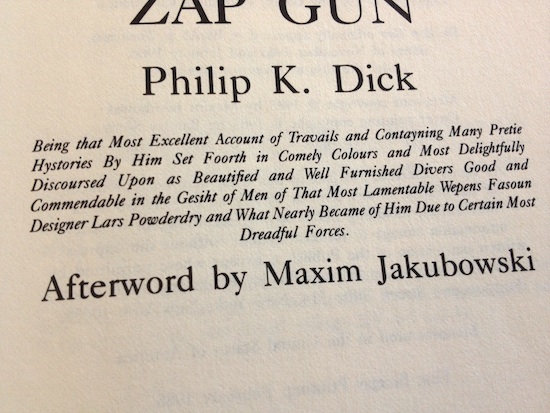 ZAP GUN
Philip K. Dick
Being that Most Excellent Account of Travails and Contayning Many Pretie
Hystories By Him Set Foorth in Comely Colours and Most Delightfully
Discoursed Upon as Beautified and Well Furnished Divers Good and
Commendable in the Gesiht of Men of That Most Lamentable Wepens Fasoun
Designer Lars Powderdry and What Nearly Became of Him Due to Certain Most
Dreadful Forces.
Afterword by Maxim Jakubowski